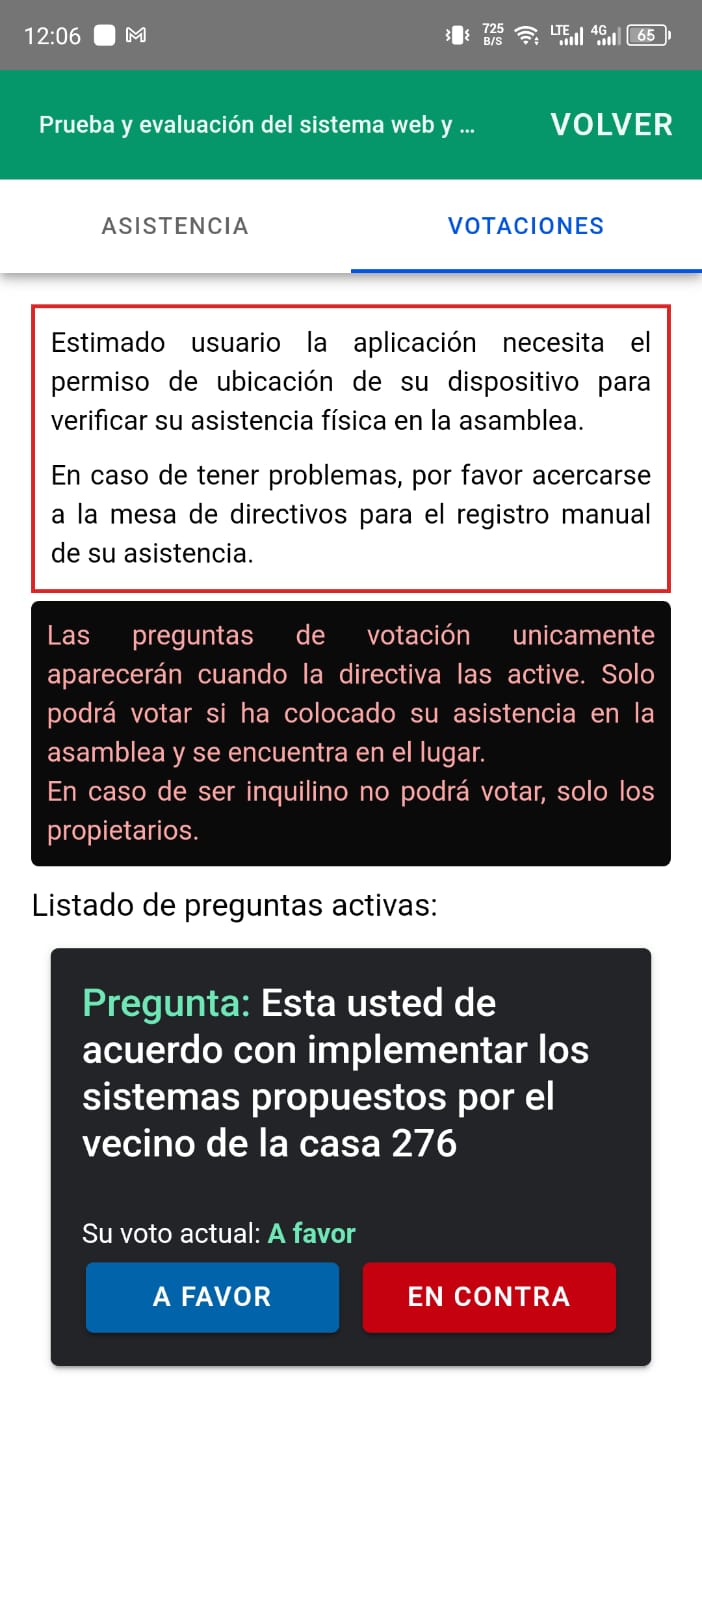 12:06
725
B/S
LTE
4G
65
Prueba y evaluación del sistema web y ...
VOLVER
ASISTENCIA
VOTACIONES
Estimado usuario la aplicación necesita el
permiso de ubicación de su dispositivo para
verificar su asistencia física en la asamblea.
En caso de tener problemas, por favor acercarse
a la mesa de directivos para el registro manual
de su asistencia.
Las preguntas de votación unicamente
aparecerán cuando la directiva las active. Solo
podrá votar si ha colocado su asistencia en la
asamblea y se encuentra en el lugar.
En caso de ser inquilino no podrá votar, solo los
propietarios.
Listado de preguntas activas:
Pregunta: Esta usted de
acuerdo con implementar los
sistemas propuestos por el
vecino de la casa 276
Su voto actual: A favor
A FAVOR
EN CONTRA